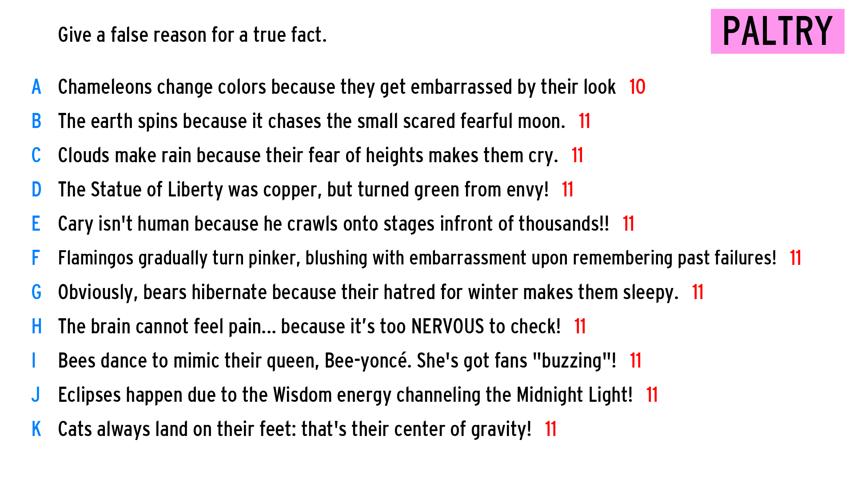 Give a false reason for a true fact.
PALTRY
A Chameleons change colors because they get embarrassed by their look 10
B The earth spins because it chases the small scared fearful moon. 11
C Clouds make rain because their fear of heights makes them cry. 11
D The Statue of Liberty was copper, but turned green from envy! 11
E Cary isn't human because he crawls onto stages infront of thousands!! 11
F Flamingos gradually turn pinker, blushing with embarrassment upon remembering past failures! 11
G Obviously, bears hibernate because their hatred for winter makes them sleepy. 11
H The brain cannot feel pain... because it’s too NERVOUS to check! 11
I Bees dance to mimic their queen, Bee-yoncé. She's got fans "buzzing"! 11
J Eclipses happen due to the Wisdom energy channeling the Midnight Light! 11
K Cats always land on their feet: that's their center of gravity! 11